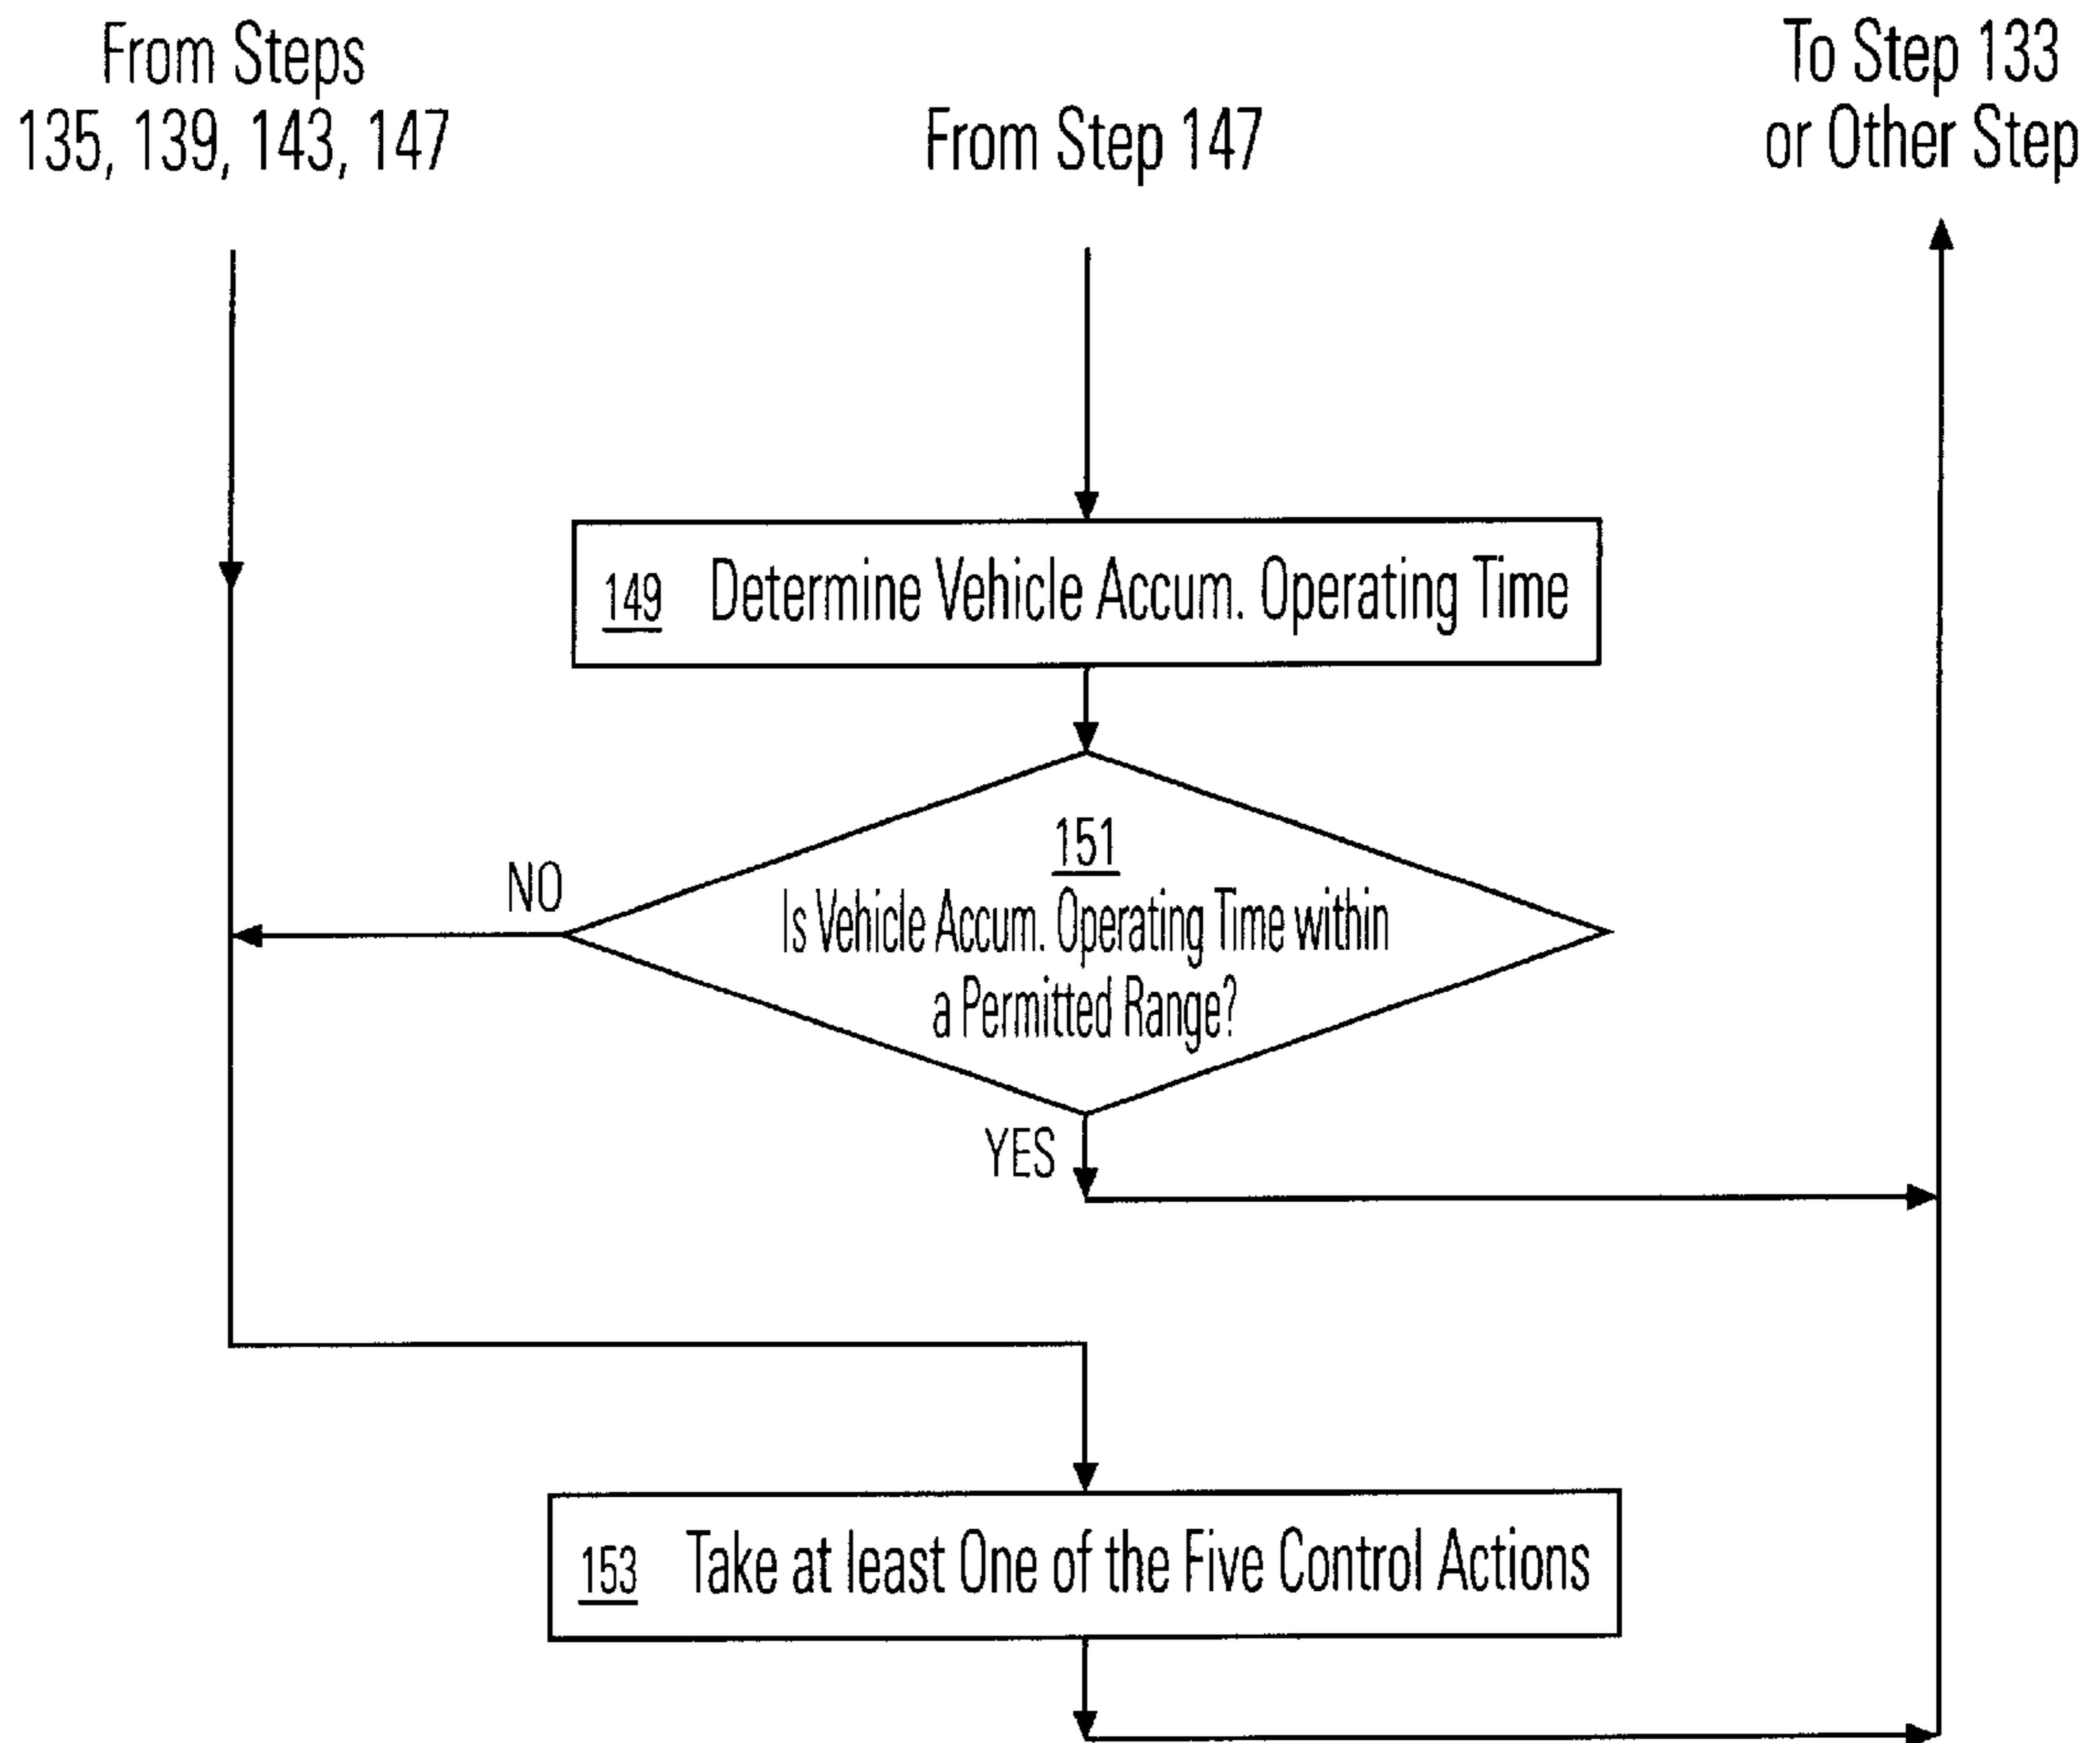 From Steps
135, 139, 143, 147
From Step 147
To Step 133
or Other Step
149 Determine Vehicle Accum. Operating Time
151
Is Vehicle Accum. Operating Time within
a Permitted Range?
NO
YES
153 Take at least One of the Five Control Actions